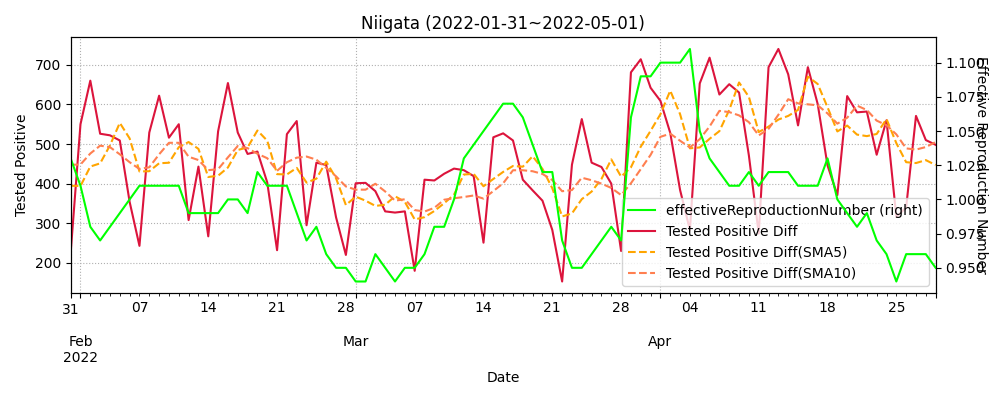 Niigata (2022-01-31~2022-05-01)
Tested Positive
700
600
500
400
300
200
1.100
1.075
1.050
1.025
1.000
0.975
0.950
Effective Reproduction Number
effectiveReproductionNumber (right)
Tested Positive Diff
Tested Positive Diff(SMA5)
Tested Positive Diff(SMA10)
31 07 14 21 28 07 14 21 28 04 11 18 25
Feb Mar Apr
2022
Date